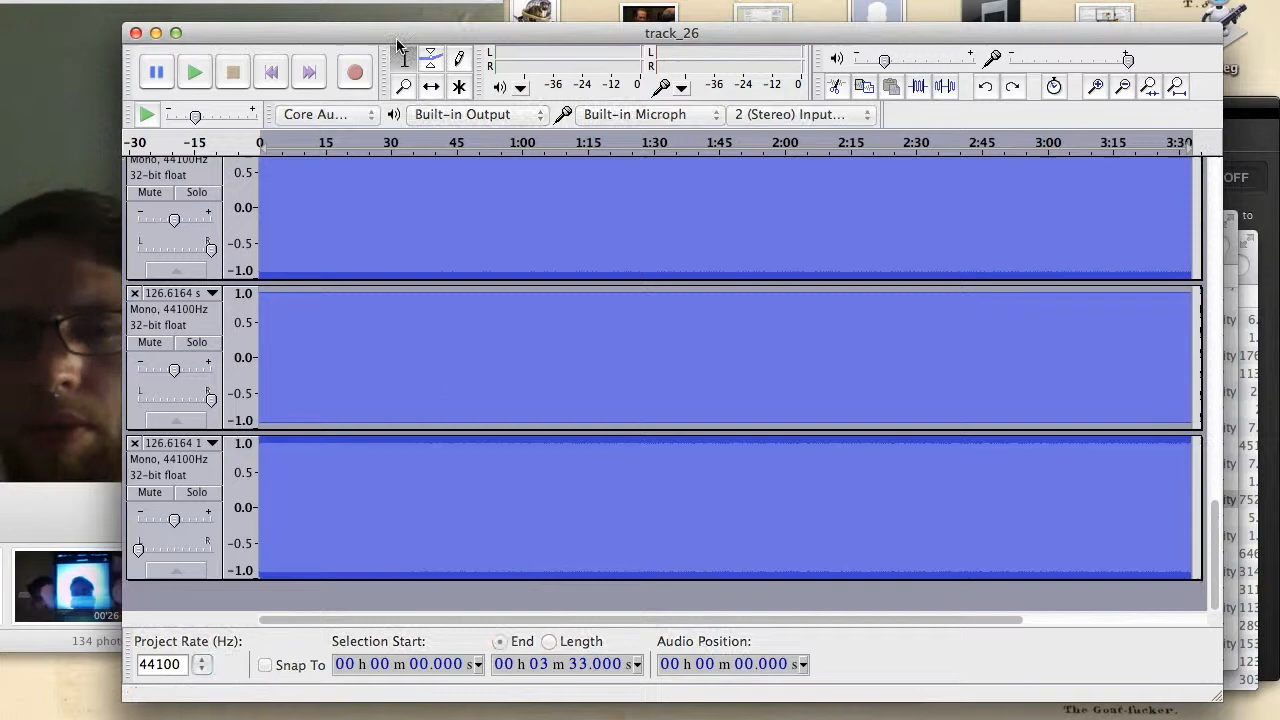 track_26
L
R
L
R
-36 -24 -12 0
-36 -24 -12 0
Core Au...
Built-in Output
Built-in Microph
2 (Stereo) Input...
-30 -15 0 15 30 45 1:00 1:15 1:30 1:45 2:00 2:15 2:30 2:45 3:00 3:15 3:30
OFF
to
Mono, 44100Hz
32-bit float
Mute Solo
L R
0.5
0.0
-0.5
-1.0
126.6164 s
Mono, 44100Hz
32-bit float
Mute Solo
L R
1.0
0.5
0.0
-0.5
-1.0
126.6164 1
Mono, 44100Hz
32-bit float
Mute Solo
L R
1.0
0.5
0.0
-0.5
-1.0
00'26
134 phot
Project Rate (Hz):
Selection Start:
End
Length
Audio Position:
44100
Snap To
00 h 00 m 00.000 s
00 h 03 m 33.000 s
00 h 00 m 00.000 s
The Goat-fucker.